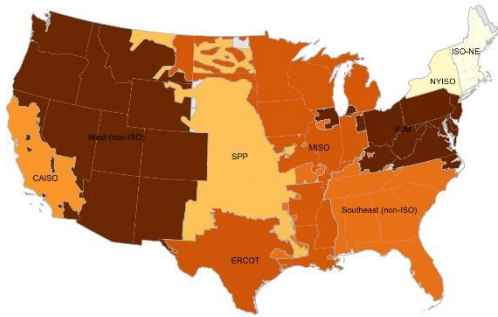 ISO-NE
NYISO
PJM
West (non-ISO)
MISO
SPP
CAISO
Southeast (non-ISO)
ERCOT